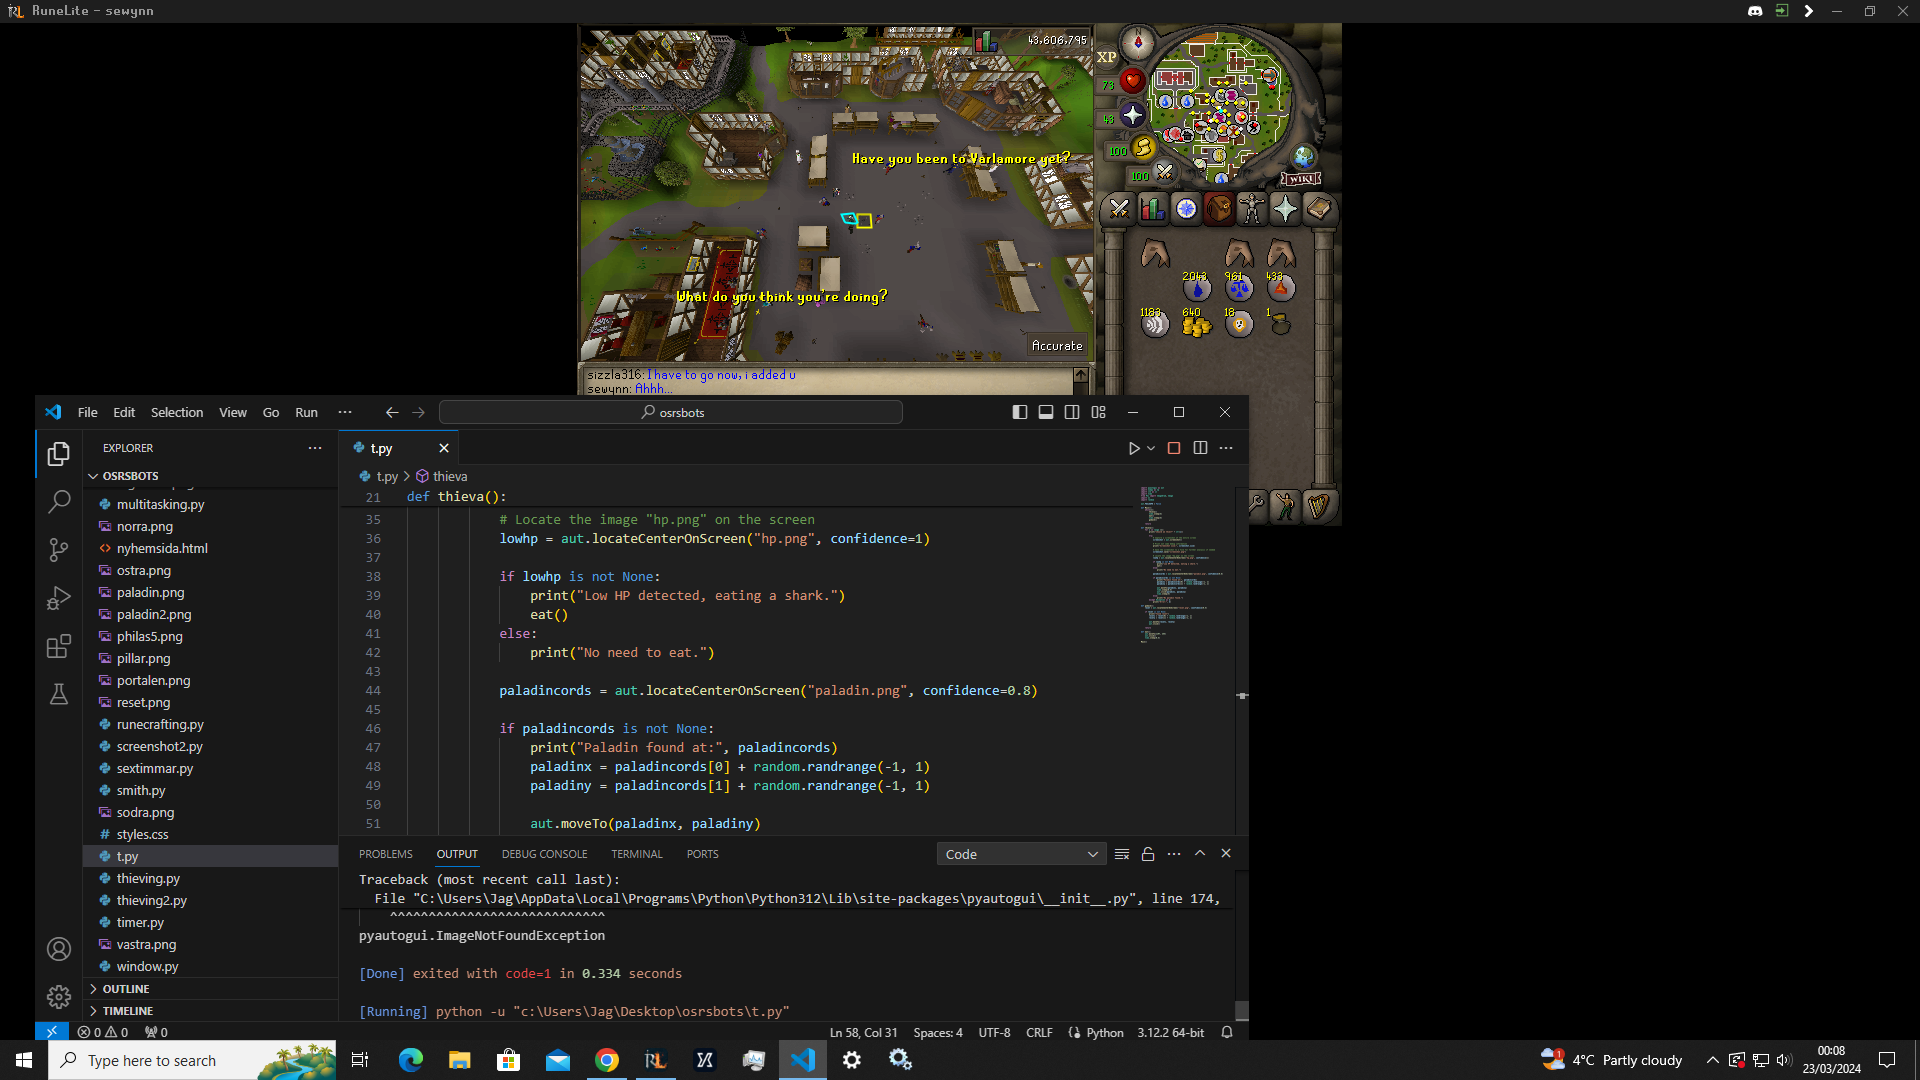 RuneLite - sewynn
43,606,795
XP
73
43
100
100
WIKI
Have you been to Varlamore yet?
What do you think you're doing?
Accurate
2043
961
433
1183
640
18
1
sizzla316: I have to go now, i added u
sewynn: Ahhh...
File Edit Selection View Go Run ···
osrsbots
EXPLORER
OSRSBOTS
multitasking.py
norra.png
nyhemsida.html
ostra.png
paladin.png
paladin2.png
philas5.png
pillar.png
portalen.png
reset.png
runecrafting.py
screenshot2.py
sextimmar.py
smith.py
sodra.png
styles.css
t.py
thieving.py
thieving2.py
timer.py
vastra.png
window.py
OUTLINE
TIMELINE
t.py
t.py > thieva
21 def thieva():
35 # Locate the image "hp.png" on the screen
36 lowhp = aut.locateCenterOnScreen("hp.png", confidence=1)
37
38 if lowhp is not None:
39 print("Low HP detected, eating a shark.")
40 eat()
41 else:
42 print("No need to eat.")
43
44 paladincords = aut.locateCenterOnScreen("paladin.png", confidence=0.8)
45
46 if paladincords is not None:
47 print("Paladin found at:", paladincords)
48 paladinx = paladincords[0] + random.randrange(-1, 1)
49 paladiny = paladincords[1] + random.randrange(-1, 1)
50
51 aut.moveTo(paladinx, paladiny)
PROBLEMS OUTPUT DEBUG CONSOLE TERMINAL PORTS
Code
Traceback (most recent call last):
File "C:\Users\Jag\AppData\Local\Programs\Python\Python312\Lib\site-packages\pyautogui\__init__.py", line 174,
^^^^^^^^^^^^^^^^^^^^^^^^^^^^
pyautogui.ImageNotFoundException
[Done] exited with code=1 in 0.334 seconds
[Running] python -u "c:\Users\Jag\Desktop\osrsbots\t.py"
0 0 0
Ln 58, Col 31 Spaces: 4 UTF-8 CRLF Python 3.12.2 64-bit
Type here to search
1
4°C Partly cloudy
00:08
23/03/2024